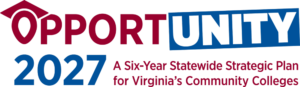 OPPORTUNITY
2027 A Six-Year Statewide Strategic Plan
for Virginia's Community Colleges